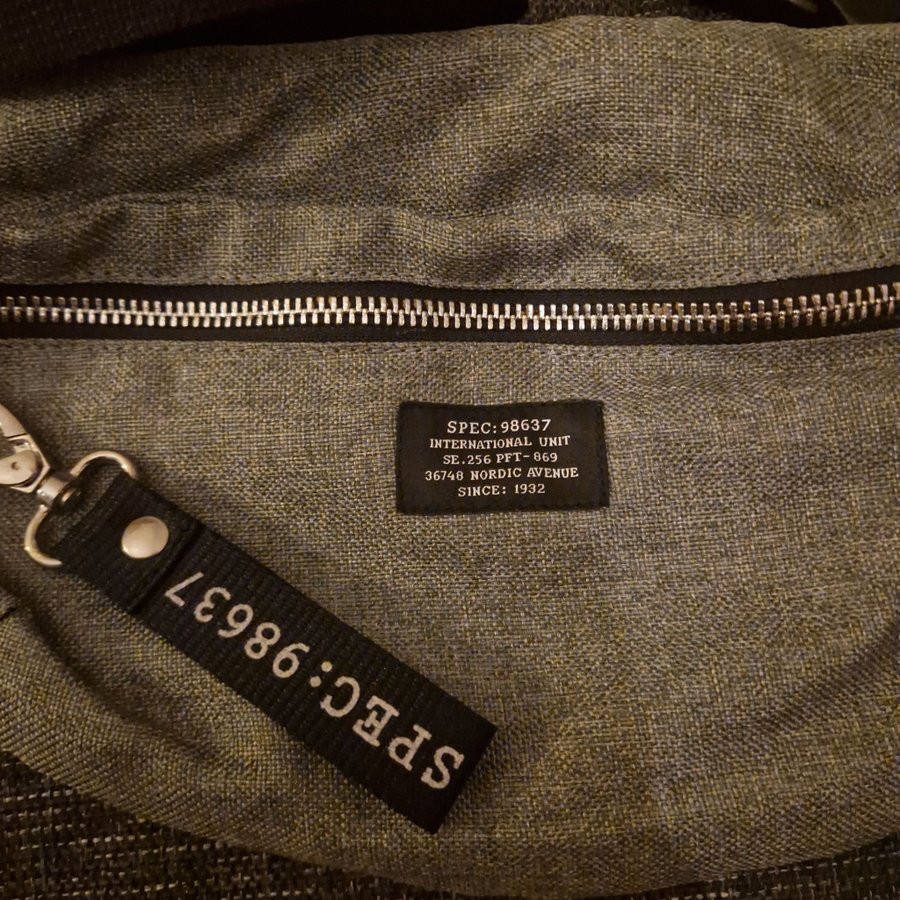 SPEC:98637
INTERNATIONAL UNIT
SE.256 PFT-869
36748 NORDIC AVENUE
SINCE: 1932
SPEC:98637